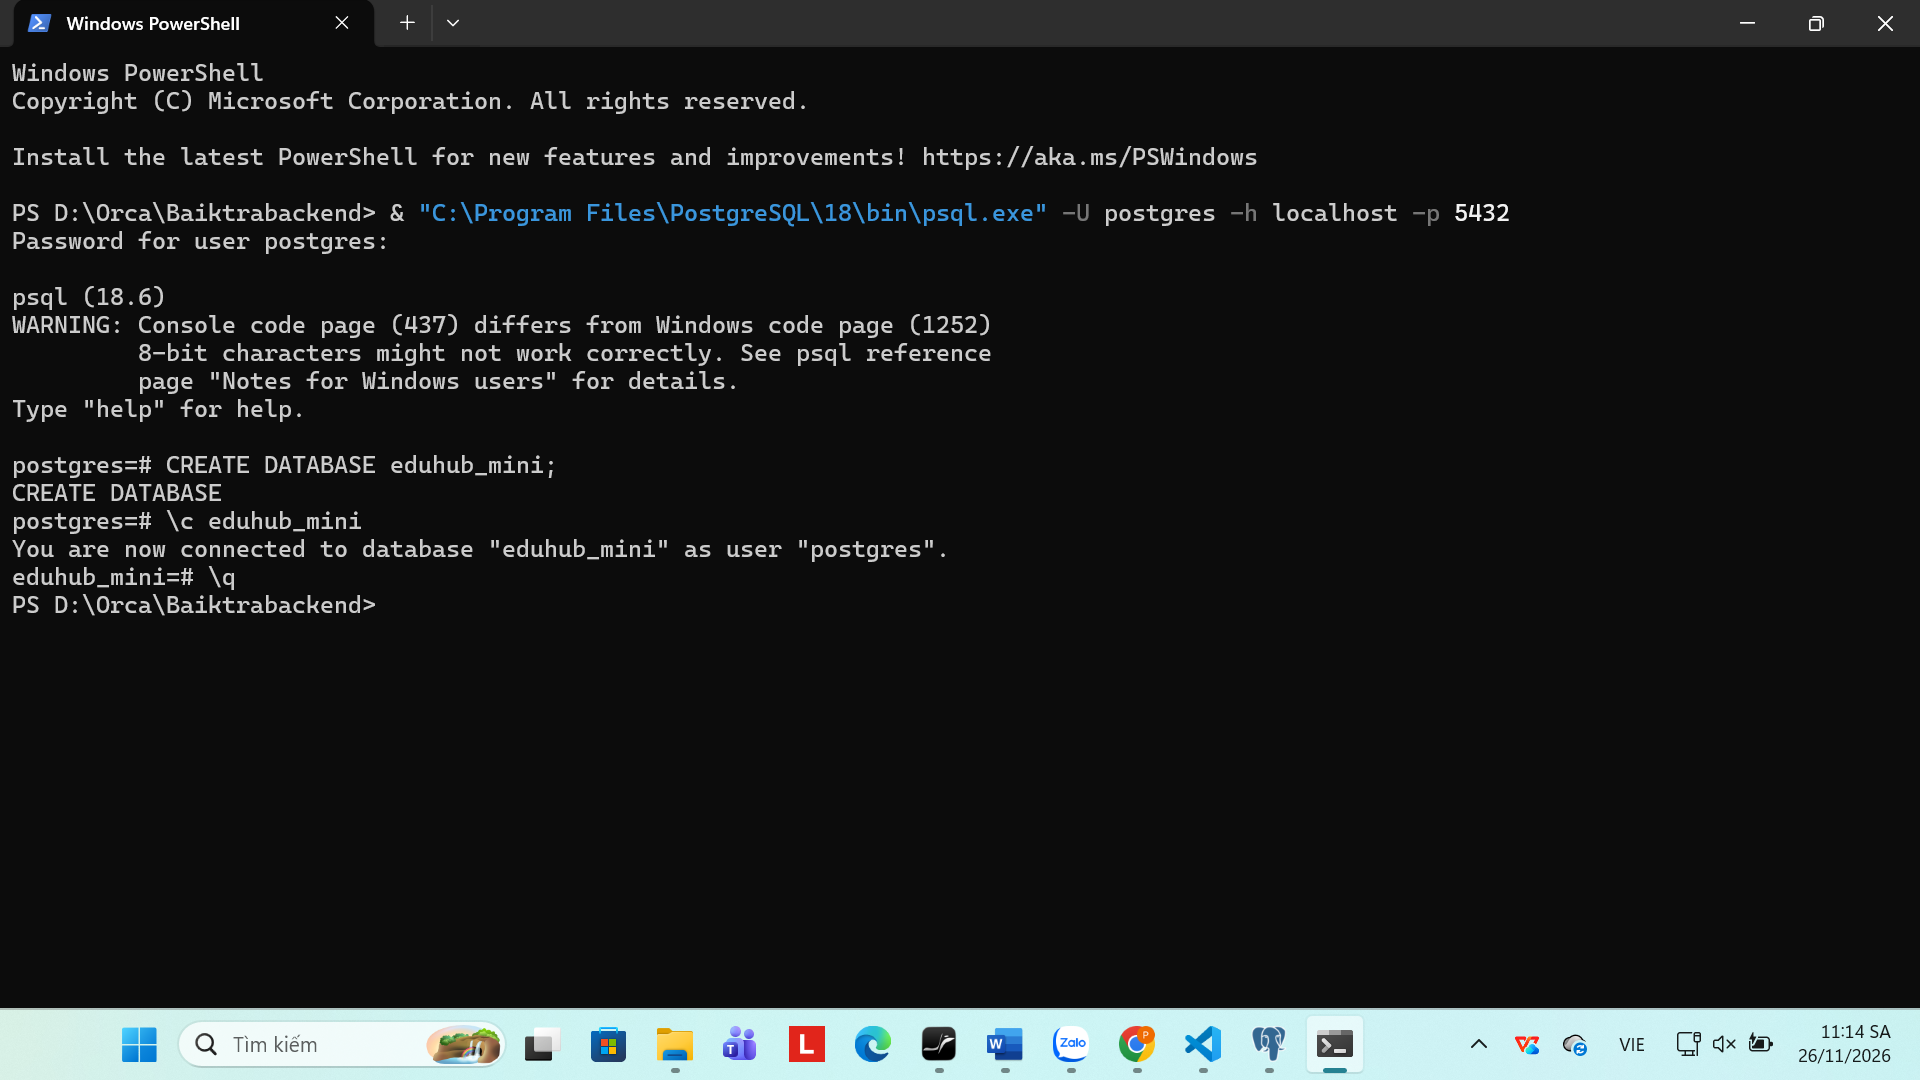 Windows PowerShell
Windows PowerShell
Copyright (C) Microsoft Corporation. All rights reserved.
Install the latest PowerShell for new features and improvements! https://aka.ms/PSWindows
PS D:\Orca\Baiktrabackend> & "C:\Program Files\PostgreSQL\18\bin\psql.exe" -U postgres -h localhost -p 5432
Password for user postgres:
psql (18.6)
WARNING: Console code page (437) differs from Windows code page (1252)
8-bit characters might not work correctly. See psql reference
page "Notes for Windows users" for details.
Type "help" for help.
postgres=# CREATE DATABASE eduhub_mini;
CREATE DATABASE
postgres=# \c eduhub_mini
You are now connected to database "eduhub_mini" as user "postgres".
eduhub_mini=# \q
PS D:\Orca\Baiktrabackend>
Tìm kiếm
T
L
W
Zalo
P
VIE
11:14 SA
26/11/2026